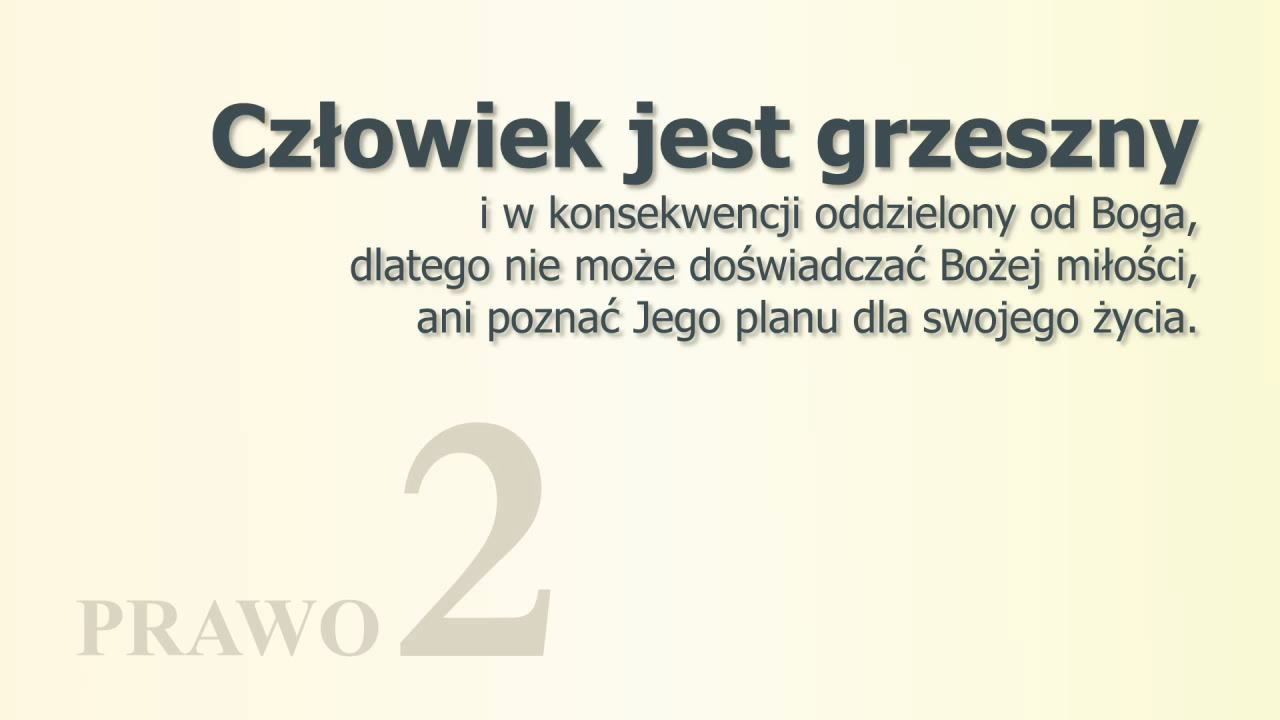 Człowiek jest grzeszny
i w konsekwencji oddzielony od Boga,
dlatego nie może doświadczać Bożej miłości,
ani poznać Jego planu dla swojego życia.
PRAWO 2